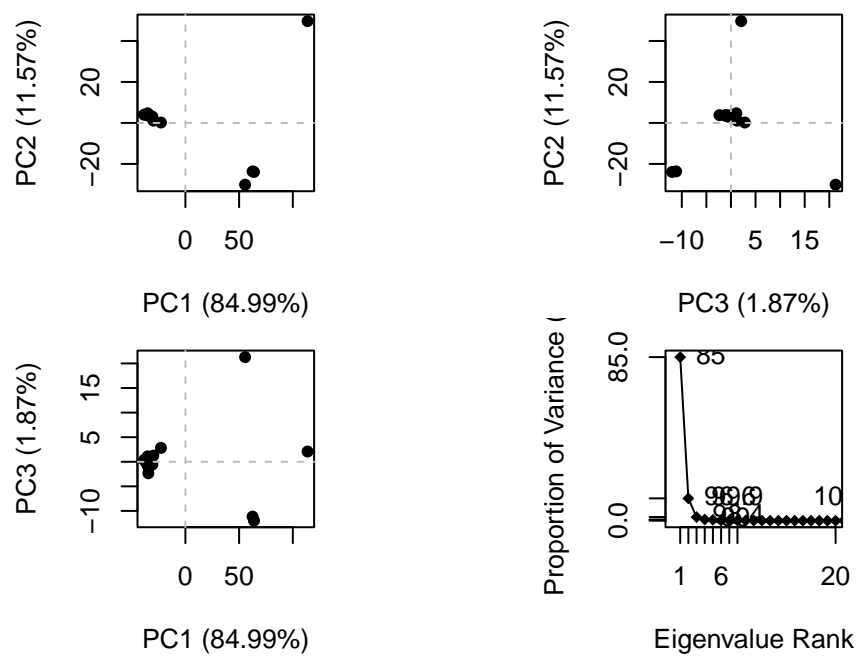 PC2 (11.57%)
20
−20
0 50
PC1 (84.99%)
PC2 (11.57%)
20
−20
−10 5 15
PC3 (1.87%)
PC3 (1.87%)
15
5
−10
0 50
PC1 (84.99%)
Proportion of Variance (
85.0
0.0
85
10
1 6 20
Eigenvalue Rank